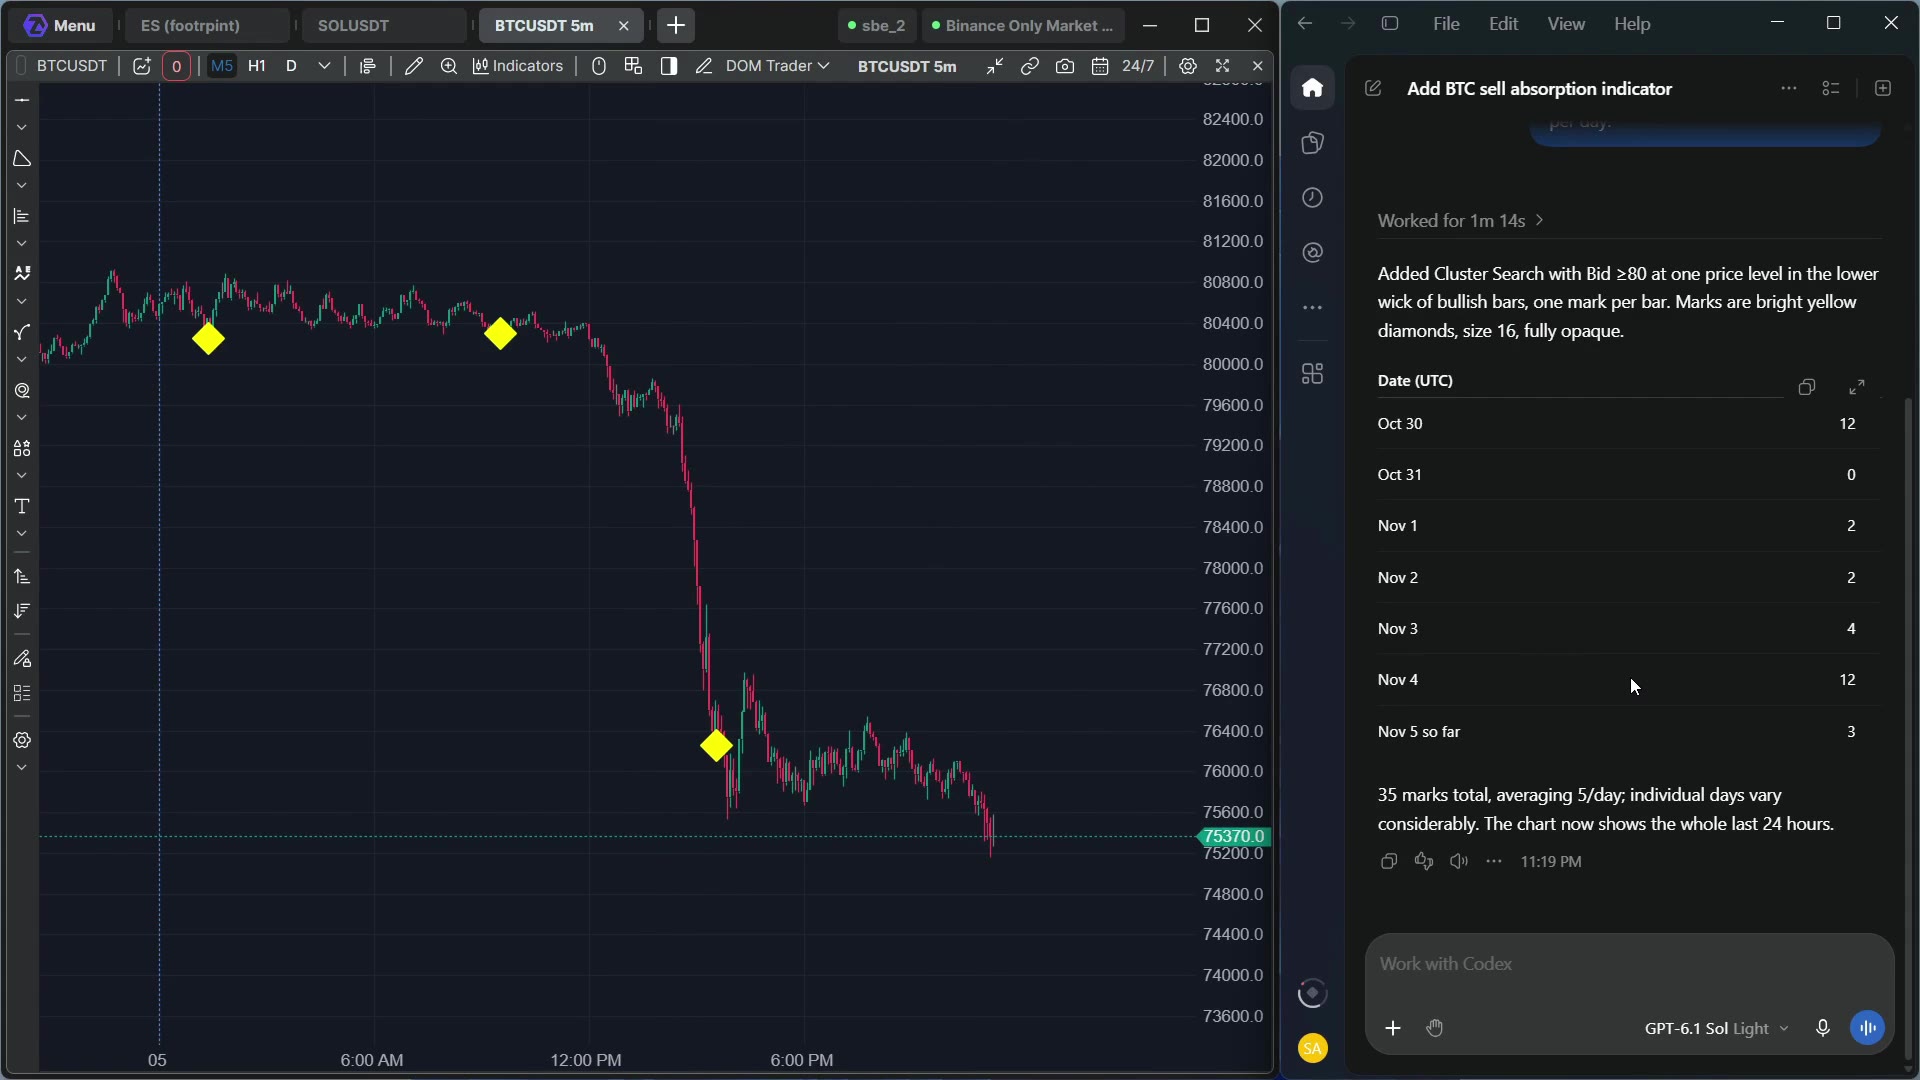 Menu
ES (footrpint)
SOLUSDT
BTCUSDT 5m
sbe_2
Binance Only Market ...
BTCUSDT
0
M5
H1
D
Indicators
DOM Trader
BTCUSDT 5m
24/7
82400.0
82000.0
81600.0
81200.0
80800.0
80400.0
80000.0
79600.0
79200.0
78800.0
78400.0
78000.0
77600.0
77200.0
76800.0
76400.0
76000.0
75600.0
75370.0
75200.0
74800.0
74400.0
74000.0
73600.0
05
6:00 AM
12:00 PM
6:00 PM
File
Edit
View
Help
Add BTC sell absorption indicator
per day.
Worked for 1m 14s
Added Cluster Search with Bid ≥80 at one price level in the lower
wick of bullish bars, one mark per bar. Marks are bright yellow
diamonds, size 16, fully opaque.
Date (UTC)
Oct 30 12
Oct 31 0
Nov 1 2
Nov 2 2
Nov 3 4
Nov 4 12
Nov 5 so far 3
35 marks total, averaging 5/day; individual days vary
considerably. The chart now shows the whole last 24 hours.
11:19 PM
Work with Codex
GPT-6.1 Sol Light
SA